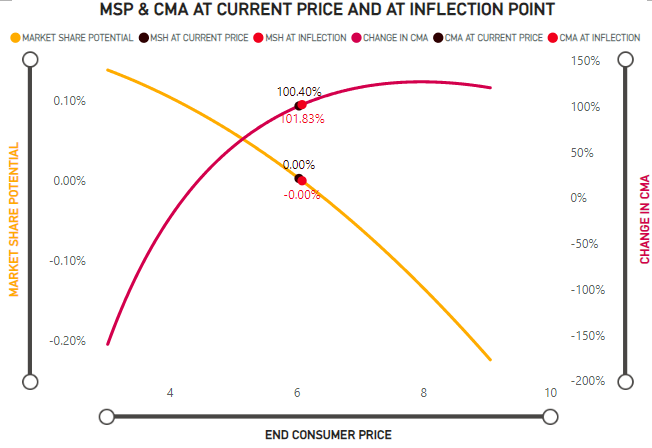 MSP & CMA AT CURRENT PRICE AND AT INFLECTION POINT
MARKET SHARE POTENTIAL MSH AT CURRENT PRICE MSH AT INFLECTION CHANGE IN CMA CMA AT CURRENT PRICE CMA AT INFLECTION
MARKET SHARE POTENTIAL
0.10%
0.00%
-0.10%
-0.20%
100.40%
101.83%
0.00%
-0.00%
150%
100%
50%
0%
-50%
-100%
-150%
-200%
CHANGE IN CMA
4 6 8 10
END CONSUMER PRICE